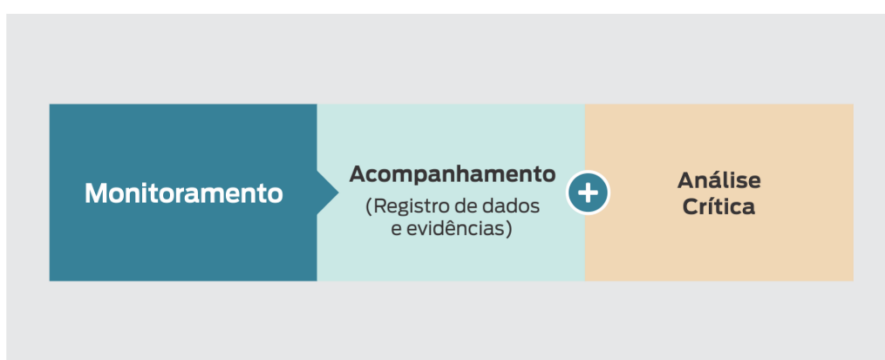 Monitoramento
Acompanhamento
(Registro de dados
e evidências)
+
Análise
Crítica